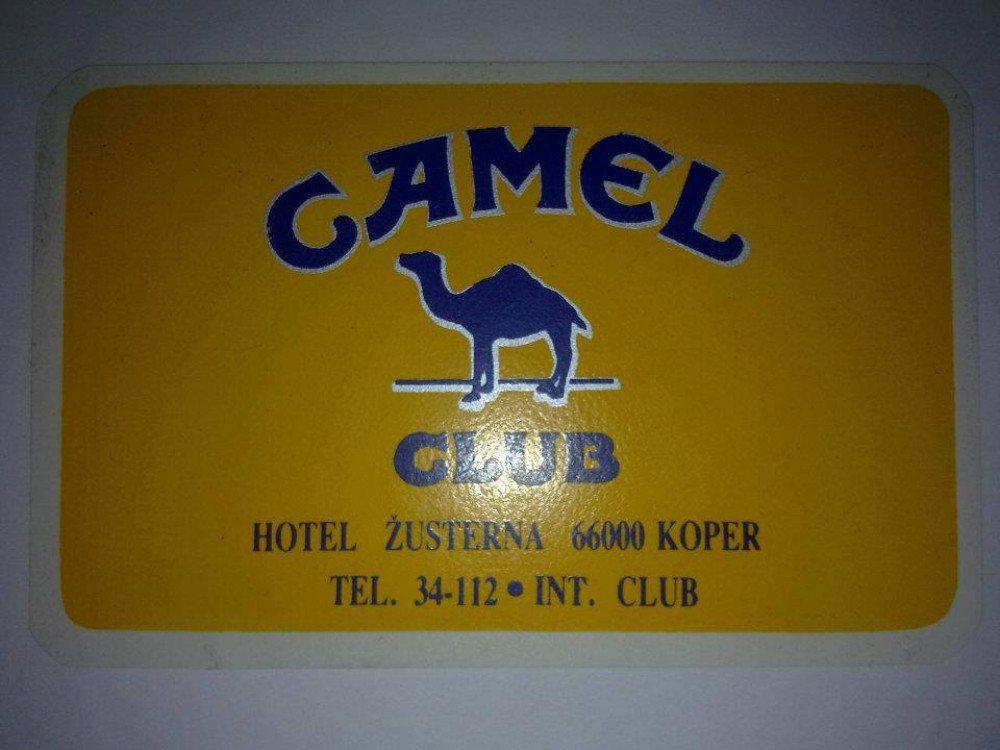 CAMEL
CLUB
HOTEL ŽUSTERNA 66000 KOPER
TEL. 34-112 • INT. CLUB